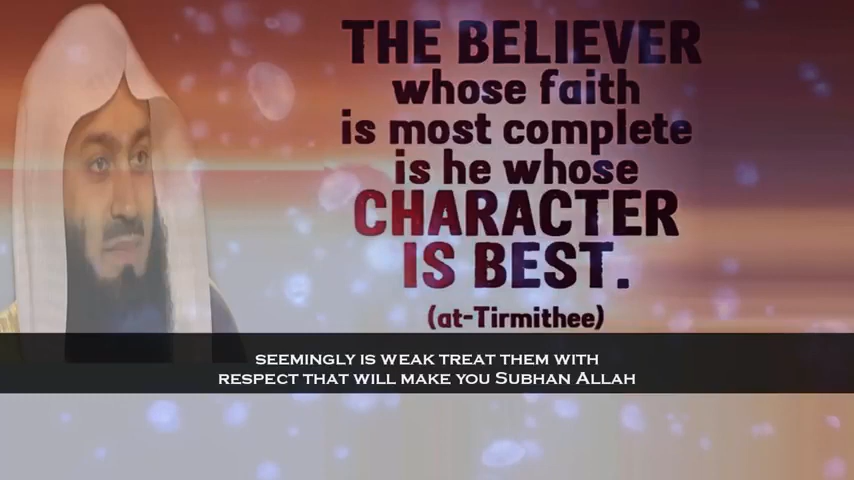 THE BELIEVER
whose faith
is most complete
is he whose
CHARACTER
IS BEST.
(at-Tirmithee)
SEEMINGLY IS WEAK TREAT THEM WITH
RESPECT THAT WILL MAKE YOU SUBHAN ALLAH